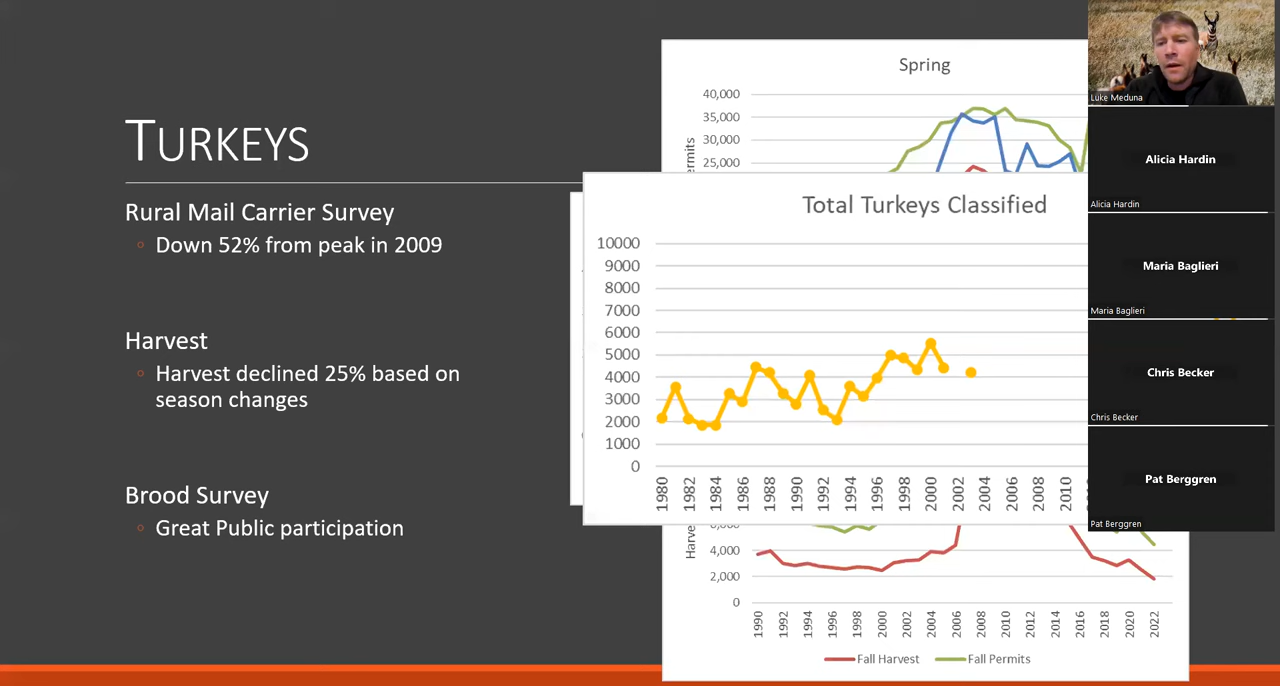 TURKEYS
Rural Mail Carrier Survey
Down 52% from peak in 2009
Harvest
Harvest declined 25% based on
season changes
Brood Survey
Great Public participation
Spring
40,000
35,000
30,000
25,000
Total Turkeys Classified
10000
9000
8000
7000
6000
5000
4000
3000
2000
1000
0
1980 1982 1984 1986 1988 1990 1992 1994 1996 1998 2000 2002 2004 2006 2008 2010
4,000
2,000
0
1990 1992 1994 1996 1998 2000 2002 2004 2006 2008 2010 2012 2014 2016 2018 2020 2022
Fall Harvest Fall Permits
Luke Meduna
Alicia Hardin
Alicia Hardin
Maria Baglieri
Maria Baglieri
Chris Becker
Chris Becker
Pat Berggren
Pat Berggren